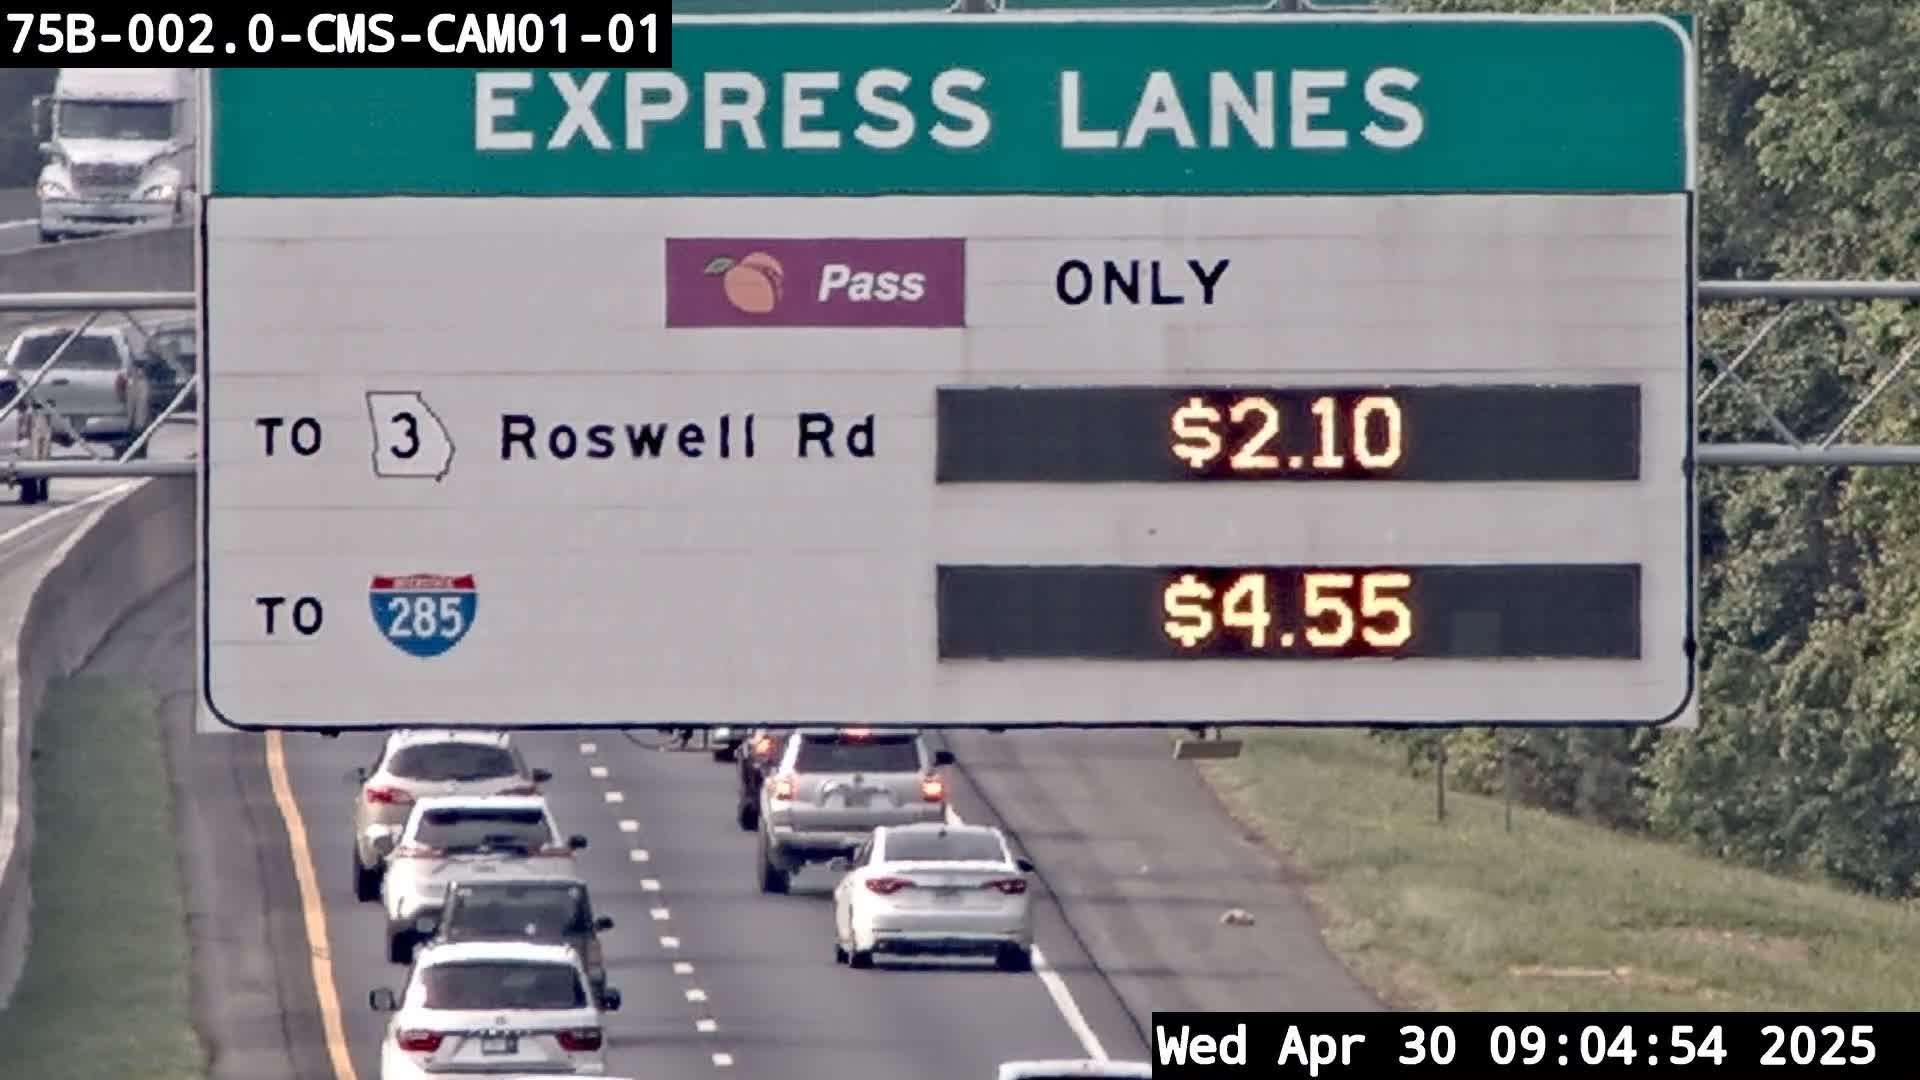 75B-002.0-CMS-CAM01-01
EXPRESS LANES
Pass ONLY
TO 3 Roswell Rd $2.10
INTERSTATE
TO 285 $4.55
Wed Apr 30 09:04:54 2025